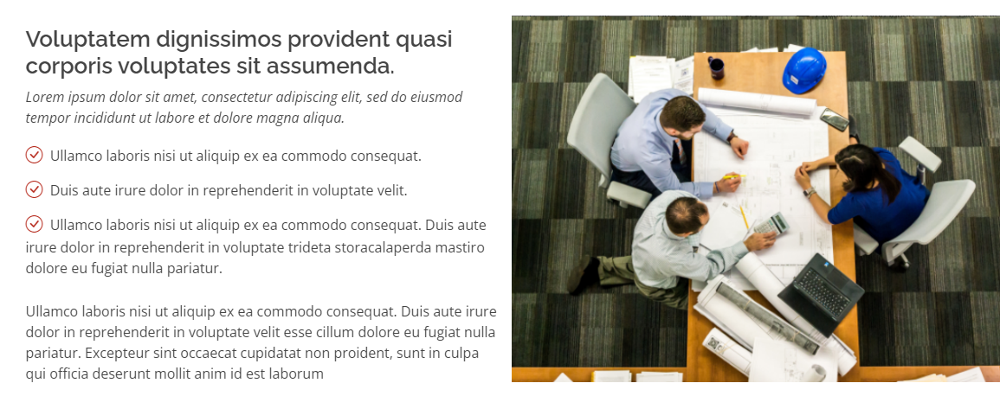 Voluptatem dignissimos provident quasi
corporis voluptates sit assumenda.
Lorem ipsum dolor sit amet, consectetur adipiscing elit, sed do eiusmod
tempor incididunt ut labore et dolore magna aliqua.
Ullamco laboris nisi ut aliquip ex ea commodo consequat.
Duis aute irure dolor in reprehenderit in voluptate velit.
Ullamco laboris nisi ut aliquip ex ea commodo consequat. Duis aute
irure dolor in reprehenderit in voluptate trideta storacalaperda mastiro
dolore eu fugiat nulla pariatur.
Ullamco laboris nisi ut aliquip ex ea commodo consequat. Duis aute irure
dolor in reprehenderit in voluptate velit esse cillum dolore eu fugiat nulla
pariatur. Excepteur sint occaecat cupidatat non proident, sunt in culpa
qui officia deserunt mollit anim id est laborum